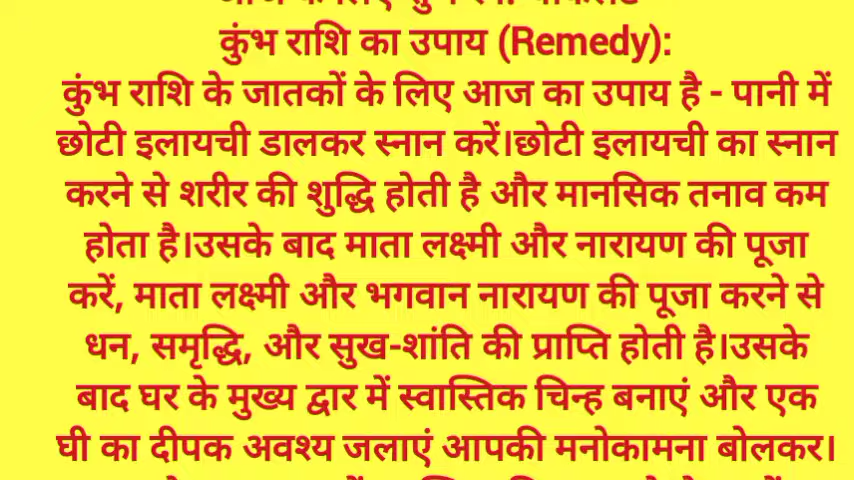 कुंभ राशि का उपाय (Remedy):
कुंभ राशि के जातकों के लिए आज का उपाय है - पानी में
छोटी इलायची डालकर स्नान करें।छोटी इलायची का स्नान
करने से शरीर की शुद्धि होती है और मानसिक तनाव कम
होता है।उसके बाद माता लक्ष्मी और नारायण की पूजा
करें, माता लक्ष्मी और भगवान नारायण की पूजा करने से
धन, समृद्धि, और सुख-शांति की प्राप्ति होती है।उसके
बाद घर के मुख्य द्वार में स्वास्तिक चिन्ह बनाएं और एक
घी का दीपक अवश्य जलाएं आपकी मनोकामना बोलकर।